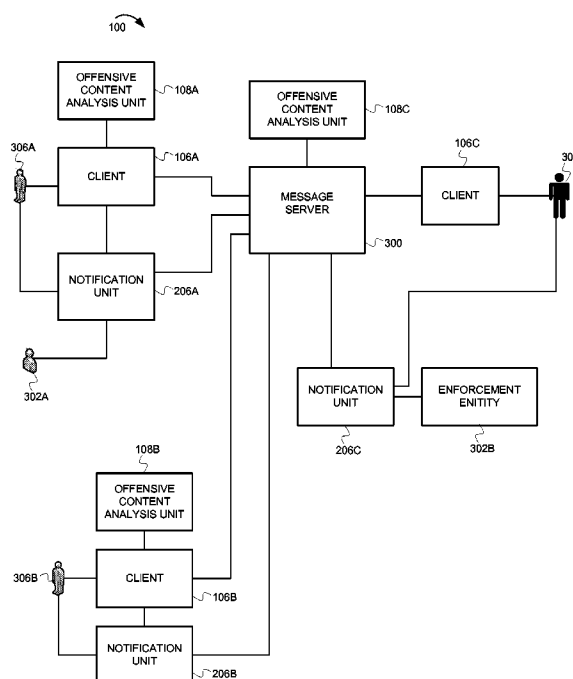 100
OFFENSIVE
CONTENT
ANALYSIS UNIT
108A
OFFENSIVE
CONTENT
ANALYSIS UNIT
108C
306A
CLIENT
106A
MESSAGE
SERVER
300
106C
CLIENT
30
NOTIFICATION
UNIT
206A
302A
NOTIFICATION
UNIT
206C
ENFORCEMENT
ENITITY
302B
108B
OFFENSIVE
CONTENT
ANALYSIS UNIT
306B
CLIENT
106B
NOTIFICATION
UNIT
206B